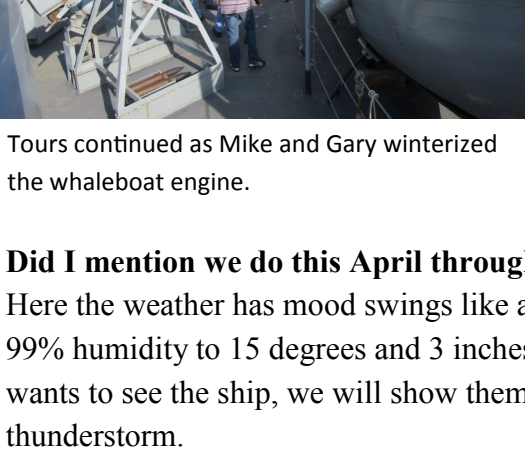 Tours continued as Mike and Gary winterized
the whaleboat engine.
Did I mention we do this April through
Here the weather has mood swings like a
99% humidity to 15 degrees and 3 inches
wants to see the ship, we will show them
thunderstorm.